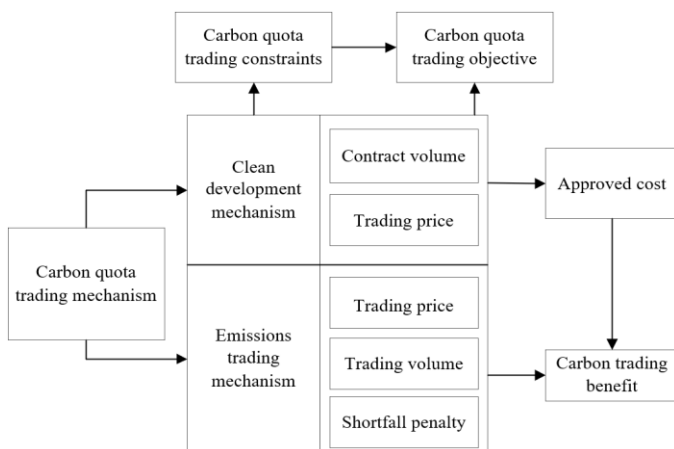 Carbon quota
trading constraints
Carbon quota
trading objective
Clean
development
mechanism
Contract volume
Trading price
Approved cost
Carbon quota
trading mechanism
Emissions
trading
mechanism
Trading price
Trading volume
Shortfall penalty
Carbon trading
benefit